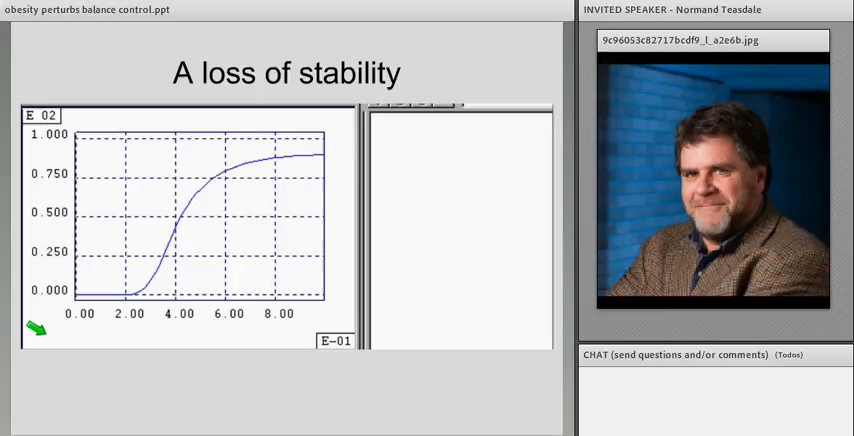 obesity perturbs balance control.ppt
A loss of stability
E 02
1.000
0.750
0.500
0.250
0.000
0.00 2.00 4.00 6.00 8.00
E-01
INVITED SPEAKER - Normand Teasdale
9c96053c82717bcdf9_l_a2e6b.jpg
CHAT (send questions and/or comments) (Todos)